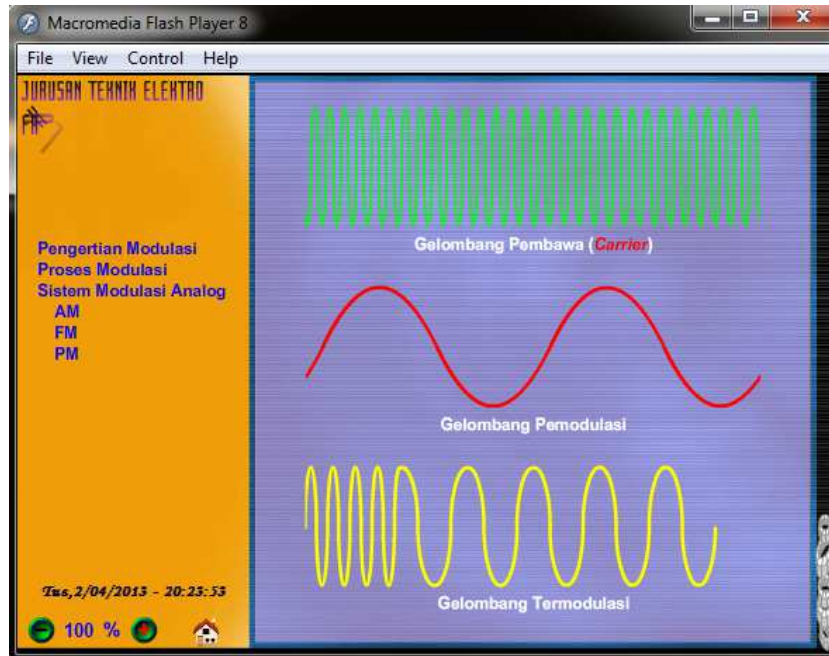 Macromedia Flash Player 8
File View Control Help
JURUSAN TEKNIK ELEKTRO
Pengertian Modulasi
Proses Modulasi
Sistem Modulasi Analog
AM
FM
PM
Tue,2/04/2013 - 20:23:53
100 %
Gelombang Pembawa (Carrier)
Gelombang Pemodulasi
Gelombang Termodulasi